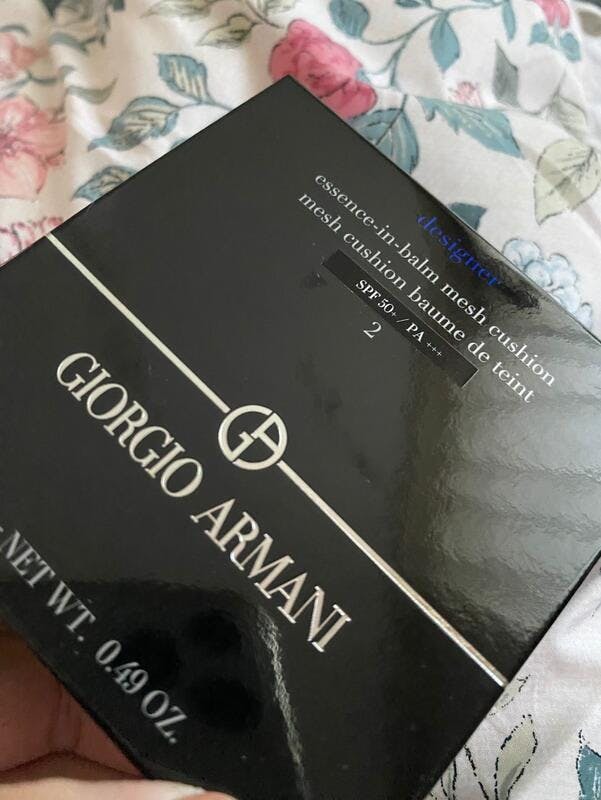 designer
essence-in-balm mesh cushion
mesh cushion baume de teint
SPF 50+ / PA +++
2
GA
GIORGIO ARMANI
NET WT. 0.49 OZ.